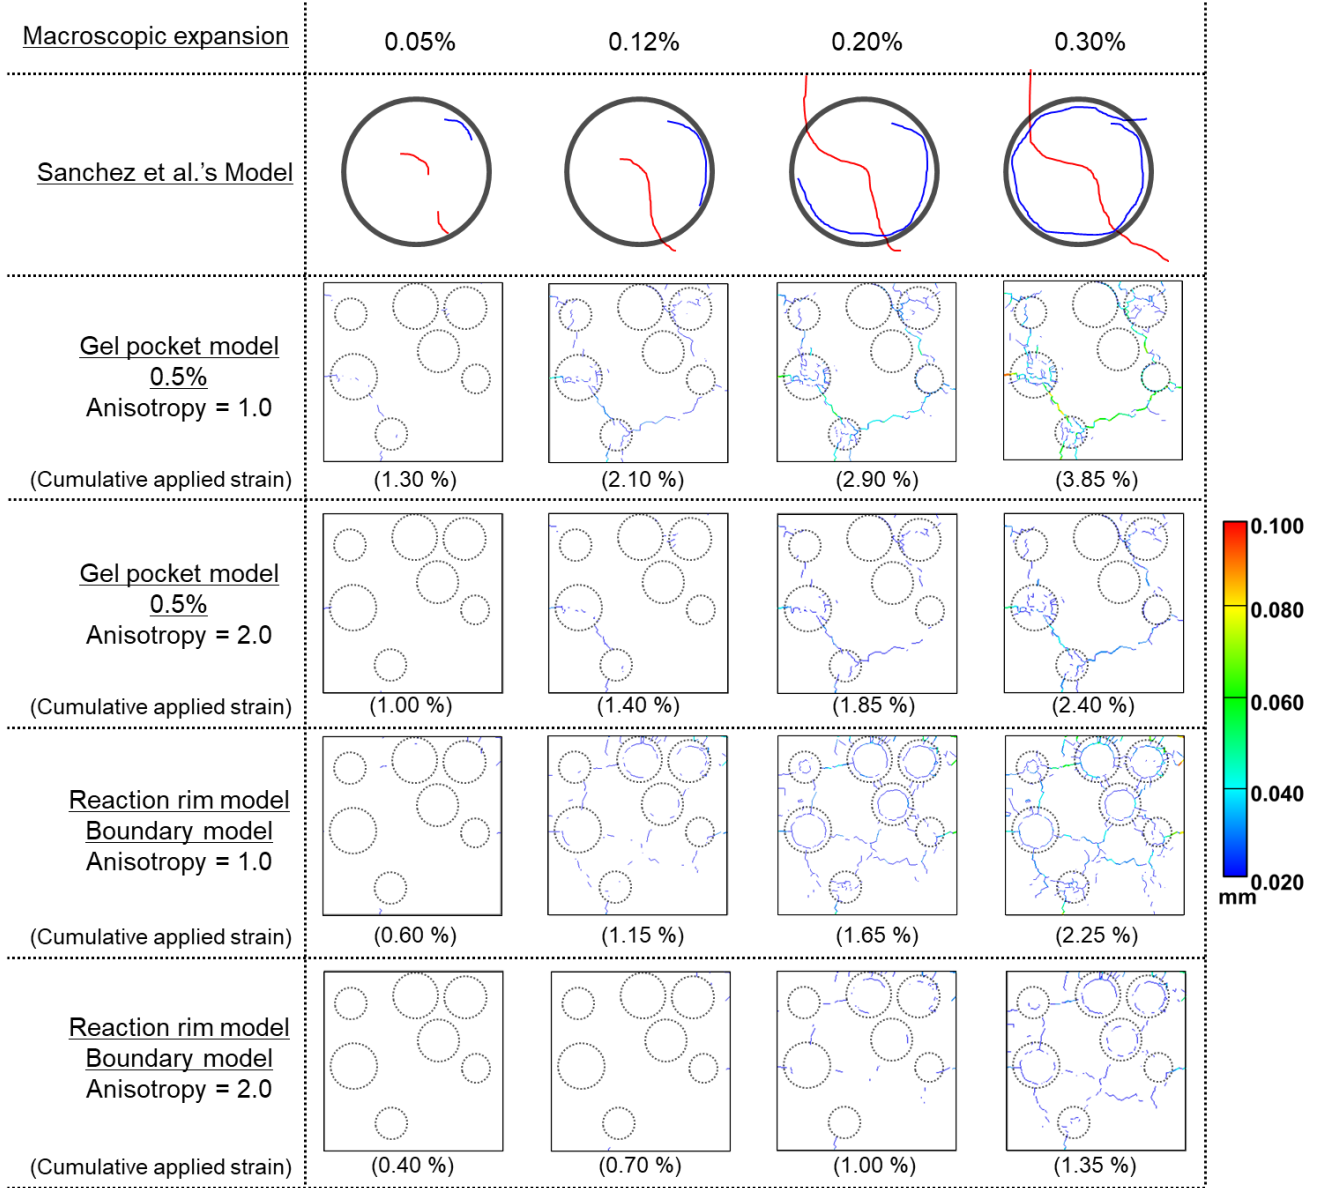 Macroscopic expansion 0.05% 0.12% 0.20% 0.30%
Sanchez et al.'s Model
Gel pocket model
0.5%
Anisotropy = 1.0
(Cumulative applied strain) (1.30 %) (2.10 %) (2.90 %) (3.85 %)
Gel pocket model
0.5%
Anisotropy = 2.0
(Cumulative applied strain) (1.00 %) (1.40 %) (1.85 %) (2.40 %)
Reaction rim model
Boundary model
Anisotropy = 1.0
(Cumulative applied strain) (0.60 %) (1.15 %) (1.65 %) (2.25 %)
Reaction rim model
Boundary model
Anisotropy = 2.0
(Cumulative applied strain) (0.40 %) (0.70 %) (1.00 %) (1.35 %)
0.100
0.080
0.060
0.040
0.020
mm